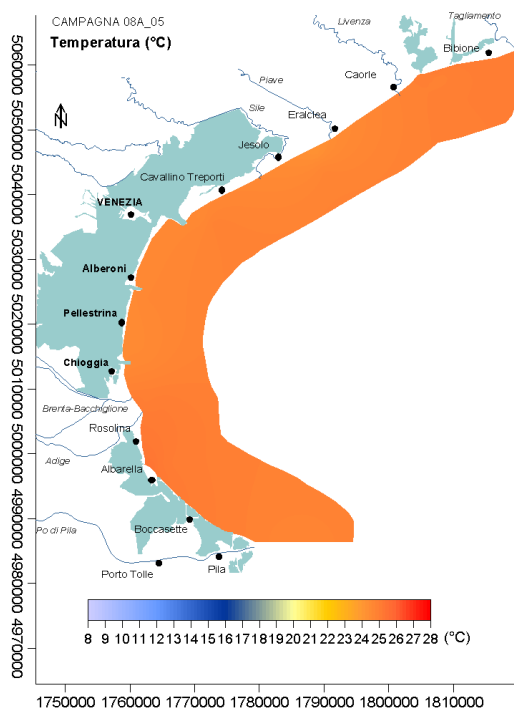 CAMPAGNA 08A_05
Temperatura (°C)
Tagliamento
Livenza
Bibione
Caorle
Piave
Sile
Eraclea
Jesolo
Cavallino Treporti
VENEZIA
Alberoni
Pellestrina
Chioggia
Brenta-Bacchiglione
Rosolina
Adige
Albarella
Po di Pila
Boccasette
Porto Tolle
Pila
N
5060000
5050000
5040000
5030000
5020000
5010000
5000000
4990000
4980000
4970000
8 9 10 11 12 13 14 15 16 17 18 19 20 21 22 23 24 25 26 27 28 (°C)
1750000 1760000 1770000 1780000 1790000 1800000 1810000